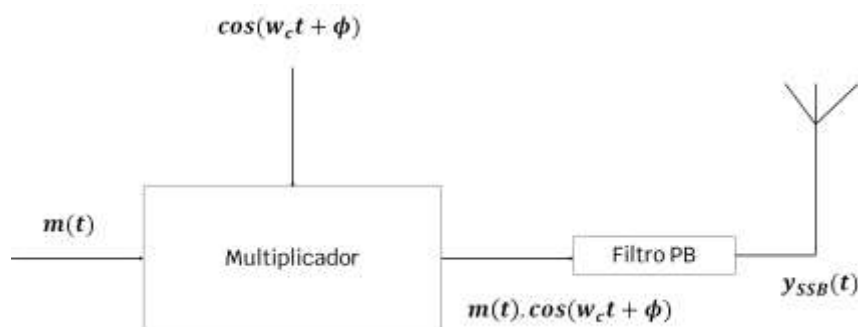 cos(w_c t + ϕ)
m(t)
Multiplicador
Filtro PB
y_SSB(t)
m(t).cos(w_c t + ϕ)